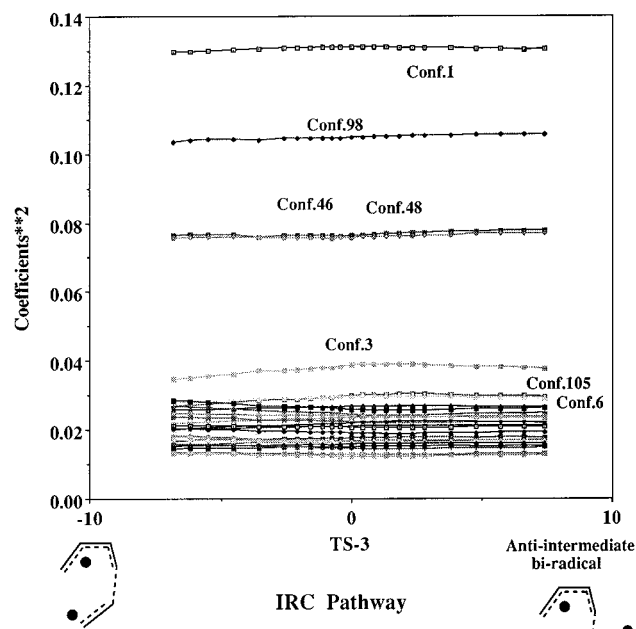 0.14
Conf.1
0.12
Conf.98
0.10
Conf.46
Conf.48
0.08
Coefficients**2
0.06
Conf.3
0.04
Conf.105
Conf.6
0.02
0.00
-10
0
10
TS-3
Anti-intermediate
bi-radical
IRC Pathway